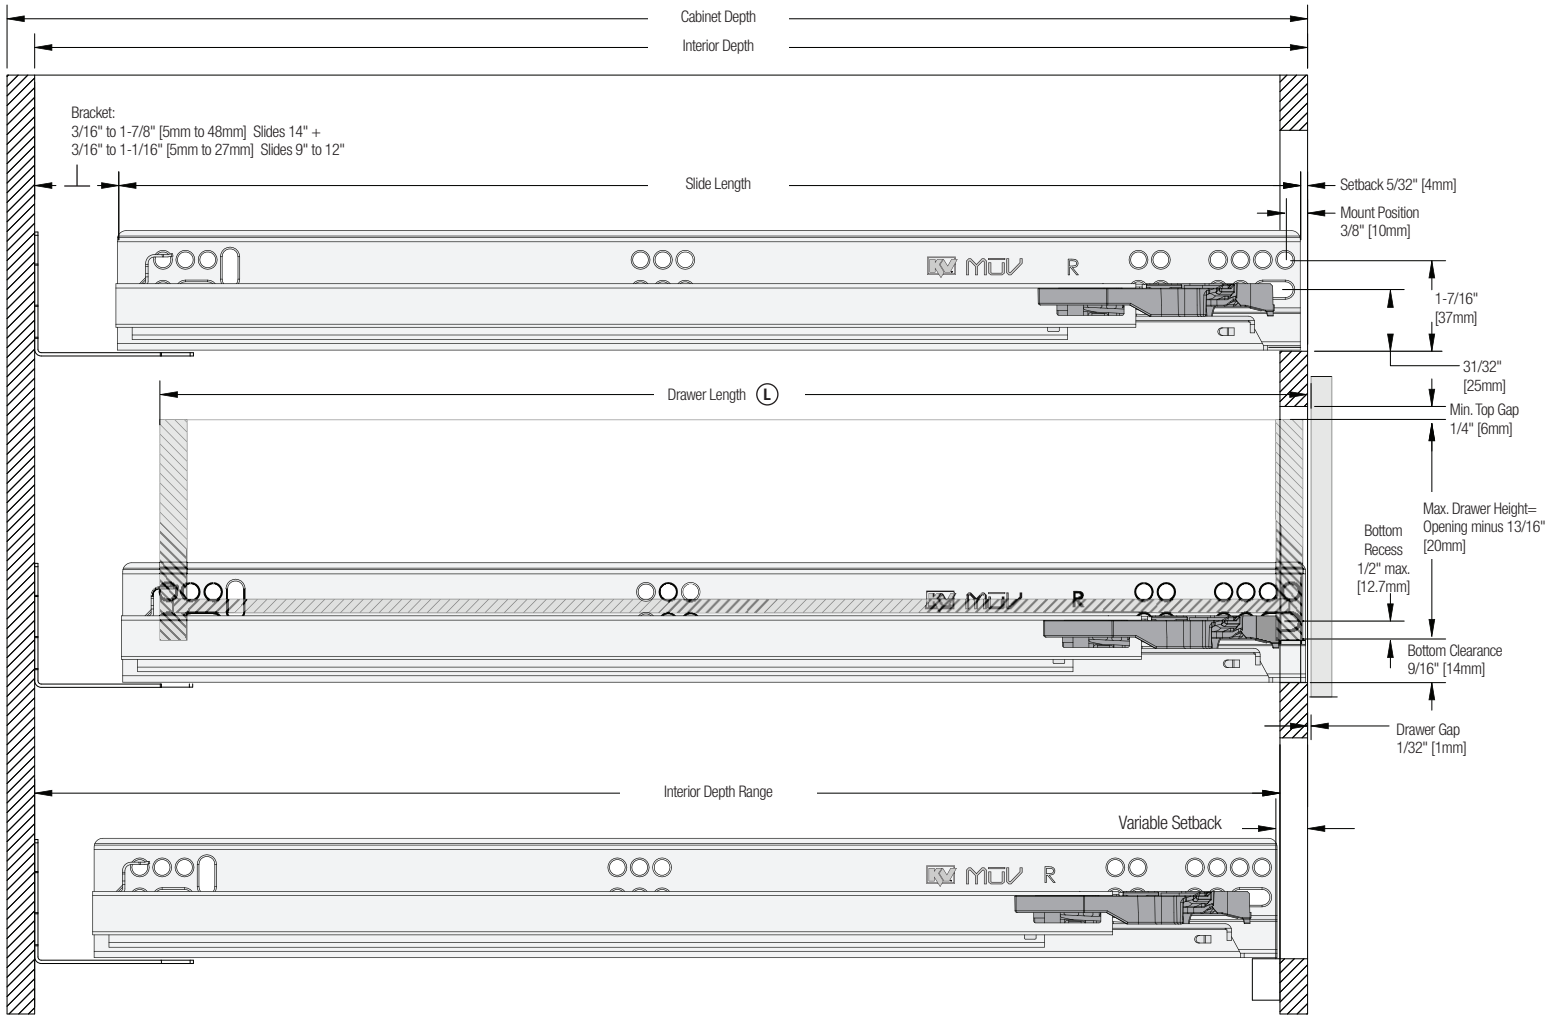 Cabinet Depth
Interior Depth
Bracket:
3/16" to 1-7/8" [5mm to 48mm] Slides 14" +
3/16" to 1-1/16" [5mm to 27mm] Slides 9" to 12"
Slide Length
Setback 5/32" [4mm]
Mount Position
3/8" [10mm]
KV MŪV R
1-7/16"
[37mm]
31/32"
[25mm]
Drawer Length L
Min. Top Gap
1/4" [6mm]
Max. Drawer Height=
Opening minus 13/16"
[20mm]
Bottom
Recess
1/2" max.
[12.7mm]
KV MŪV R
Bottom Clearance
9/16" [14mm]
Drawer Gap
1/32" [1mm]
Interior Depth Range
Variable Setback
KV MŪV R